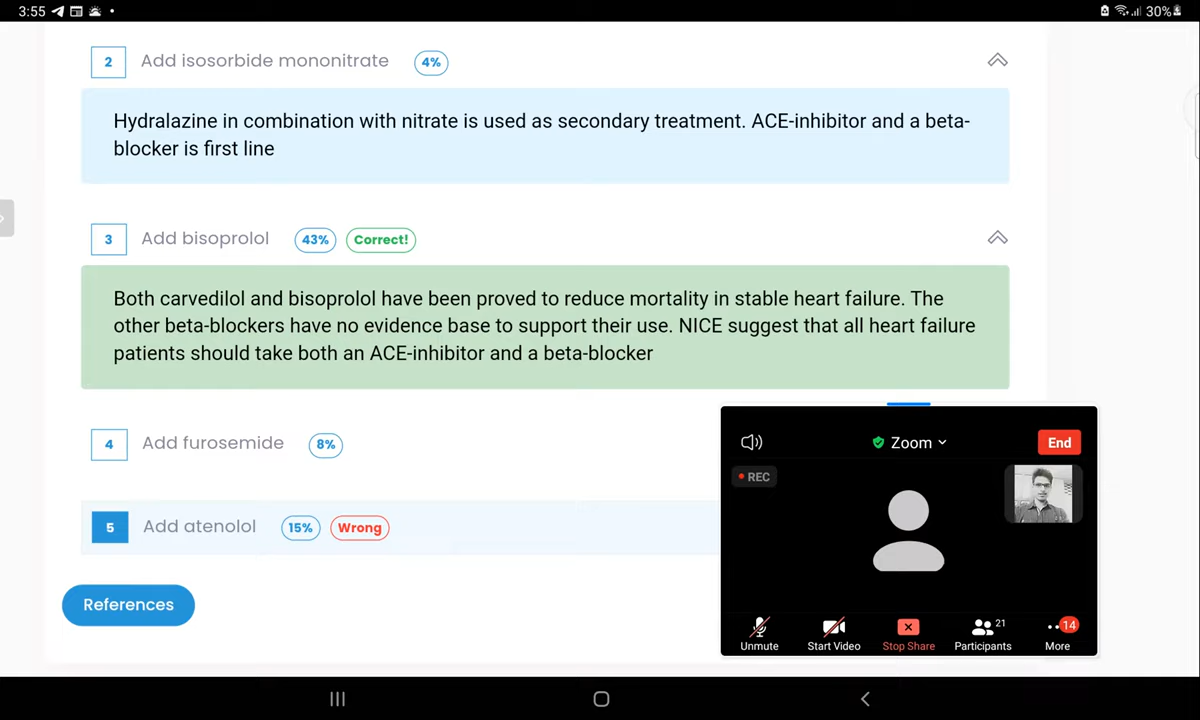 3:55
30%
2 Add isosorbide mononitrate 4%
Hydralazine in combination with nitrate is used as secondary treatment. ACE-inhibitor and a beta-
blocker is first line
3 Add bisoprolol 43% Correct!
Both carvedilol and bisoprolol have been proved to reduce mortality in stable heart failure. The
other beta-blockers have no evidence base to support their use. NICE suggest that all heart failure
patients should take both an ACE-inhibitor and a beta-blocker
4 Add furosemide 8%
5 Add atenolol 15% Wrong
References
Zoom
End
REC
21
14
Unmute
Start Video
Stop Share
Participants
More